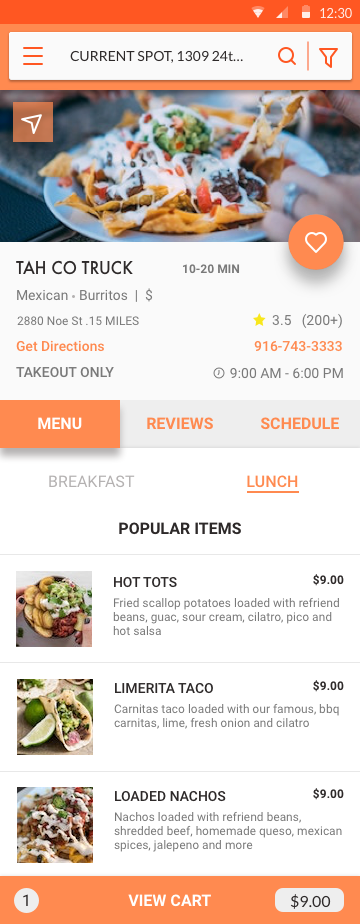 12:30
CURRENT SPOT, 1309 24t...
TAH CO TRUCK
10-20 MIN
Mexican • Burritos | $
2880 Noe St .15 MILES
3.5 (200+)
Get Directions
916-743-3333
TAKEOUT ONLY
9:00 AM - 6:00 PM
MENU
REVIEWS
SCHEDULE
BREAKFAST
LUNCH
POPULAR ITEMS
HOT TOTS
$9.00
Fried scallop potatoes loaded with refriend
beans, guac, sour cream, cilatro, pico and
hot salsa
LIMERITA TACO
$9.00
Carnitas taco loaded with our famous, bbq
carnitas, lime, fresh onion and cilatro
LOADED NACHOS
$9.00
Nachos loaded with refriend beans,
shredded beef, homemade queso, mexican
spices, jalepeno and more
1
VIEW CART
$9.00